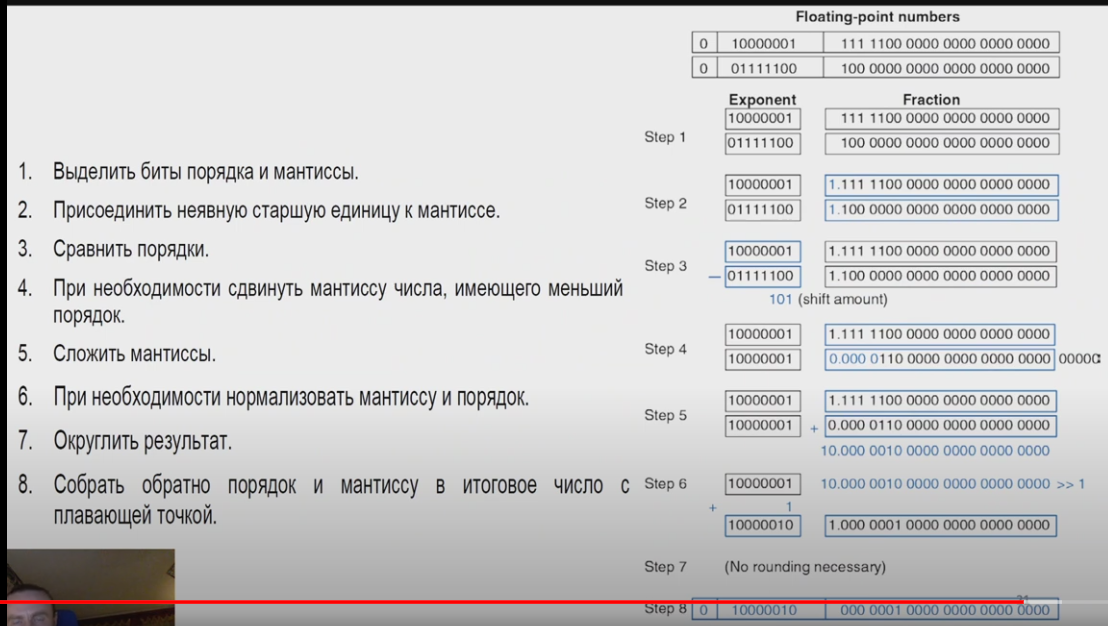 Floating-point numbers
0 10000001 111 1100 0000 0000 0000 0000
0 01111100 100 0000 0000 0000 0000 0000
Exponent Fraction
Step 1
10000001 111 1100 0000 0000 0000 0000
01111100 100 0000 0000 0000 0000 0000
1. Выделить биты порядка и мантиссы.
2. Присоединить неявную старшую единицу к мантиссе.
3. Сравнить порядки.
4. При необходимости сдвинуть мантиссу числа, имеющего меньший
порядок.
5. Сложить мантиссы.
6. При необходимости нормализовать мантиссу и порядок.
7. Округлить результат.
8. Собрать обратно порядок и мантиссу в итоговое число с
плавающей точкой.
Step 2
10000001 1.111 1100 0000 0000 0000 0000
01111100 1.100 0000 0000 0000 0000 0000
Step 3
10000001 1.111 1100 0000 0000 0000 0000
− 01111100 1.100 0000 0000 0000 0000 0000
101 (shift amount)
Step 4
10000001 1.111 1100 0000 0000 0000 0000
10000001 0.000 0110 0000 0000 0000 0000 00000
Step 5
10000001 1.111 1100 0000 0000 0000 0000
10000001 + 0.000 0110 0000 0000 0000 0000
10.000 0010 0000 0000 0000 0000
Step 6
10000001 10.000 0010 0000 0000 0000 0000 >> 1
+ 1
10000010 1.000 0001 0000 0000 0000 0000
Step 7 (No rounding necessary)
Step 8 0 10000010 000 0001 0000 0000 0000 0000